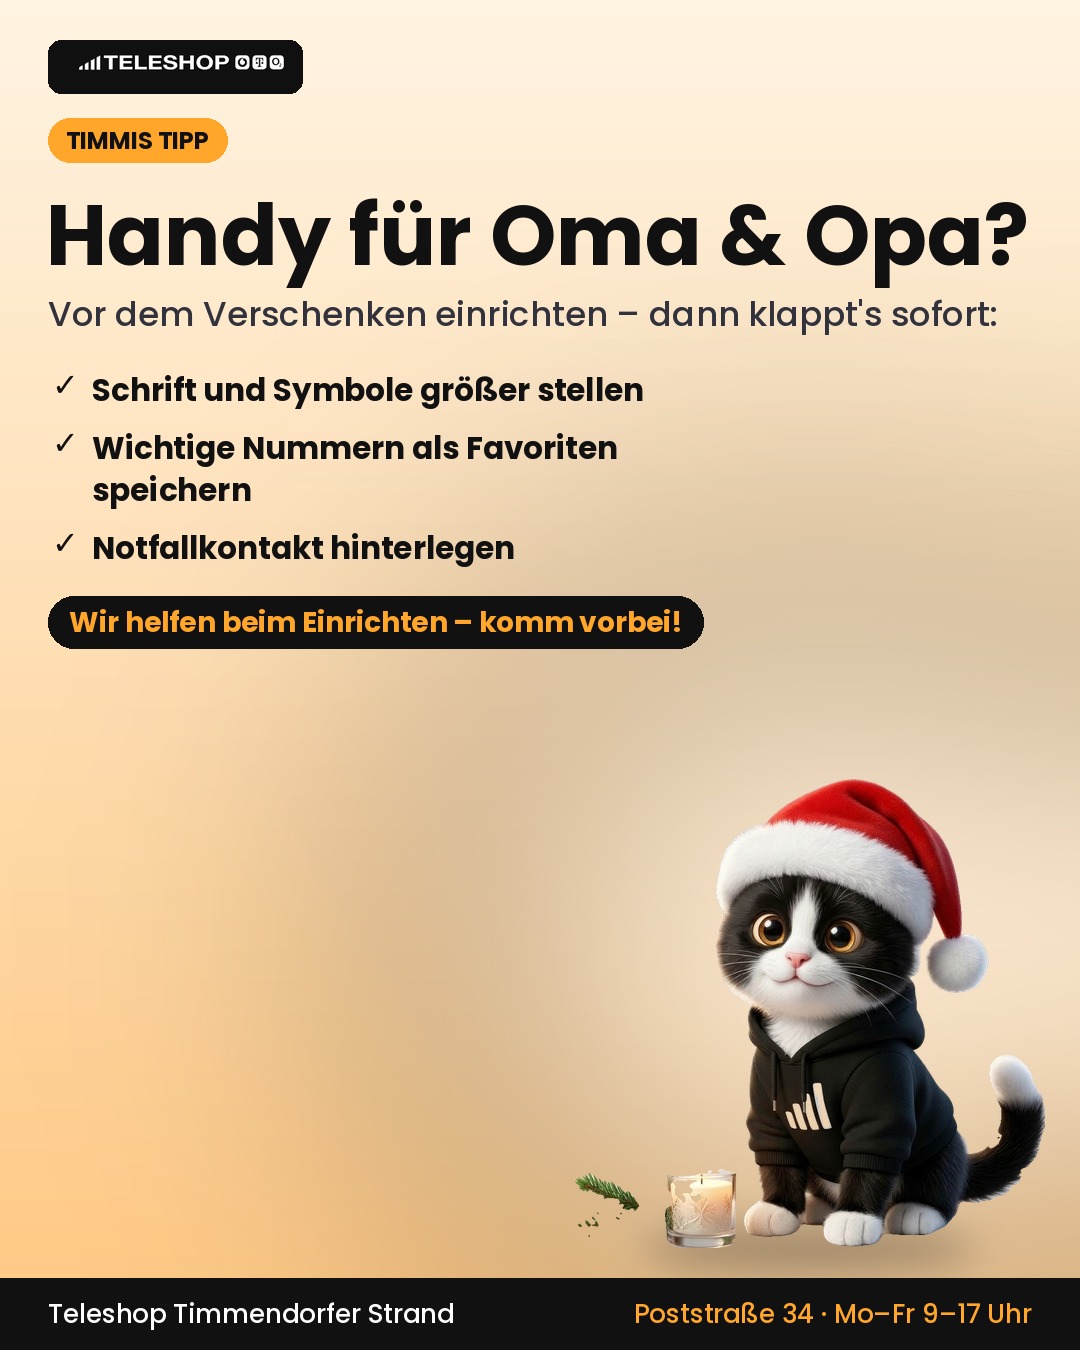 TELESHOP
TIMMIS TIPP
Handy für Oma & Opa?
Vor dem Verschenken einrichten – dann klappt's sofort:
✓ Schrift und Symbole größer stellen
✓ Wichtige Nummern als Favoriten
speichern
✓ Notfallkontakt hinterlegen
Wir helfen beim Einrichten – komm vorbei!
Teleshop Timmendorfer Strand
Poststraße 34 · Mo–Fr 9–17 Uhr